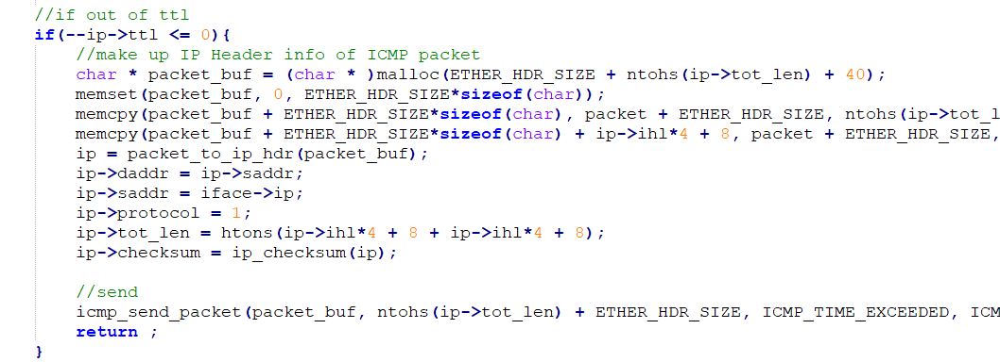 //if out of ttl
if(--ip->ttl <= 0){
//make up IP Header info of ICMP packet
char * packet_buf = (char * )malloc(ETHER_HDR_SIZE + ntohs(ip->tot_len) + 40);
memset(packet_buf, 0, ETHER_HDR_SIZE*sizeof(char));
memcpy(packet_buf + ETHER_HDR_SIZE*sizeof(char), packet + ETHER_HDR_SIZE, ntohs(ip->tot_l
memcpy(packet_buf + ETHER_HDR_SIZE*sizeof(char) + ip->ihl*4 + 8, packet + ETHER_HDR_SIZE,
ip = packet_to_ip_hdr(packet_buf);
ip->daddr = ip->saddr;
ip->saddr = iface->ip;
ip->protocol = 1;
ip->tot_len = htons(ip->ihl*4 + 8 + ip->ihl*4 + 8);
ip->checksum = ip_checksum(ip);
//send
icmp_send_packet(packet_buf, ntohs(ip->tot_len) + ETHER_HDR_SIZE, ICMP_TIME_EXCEEDED, ICM
return ;
}